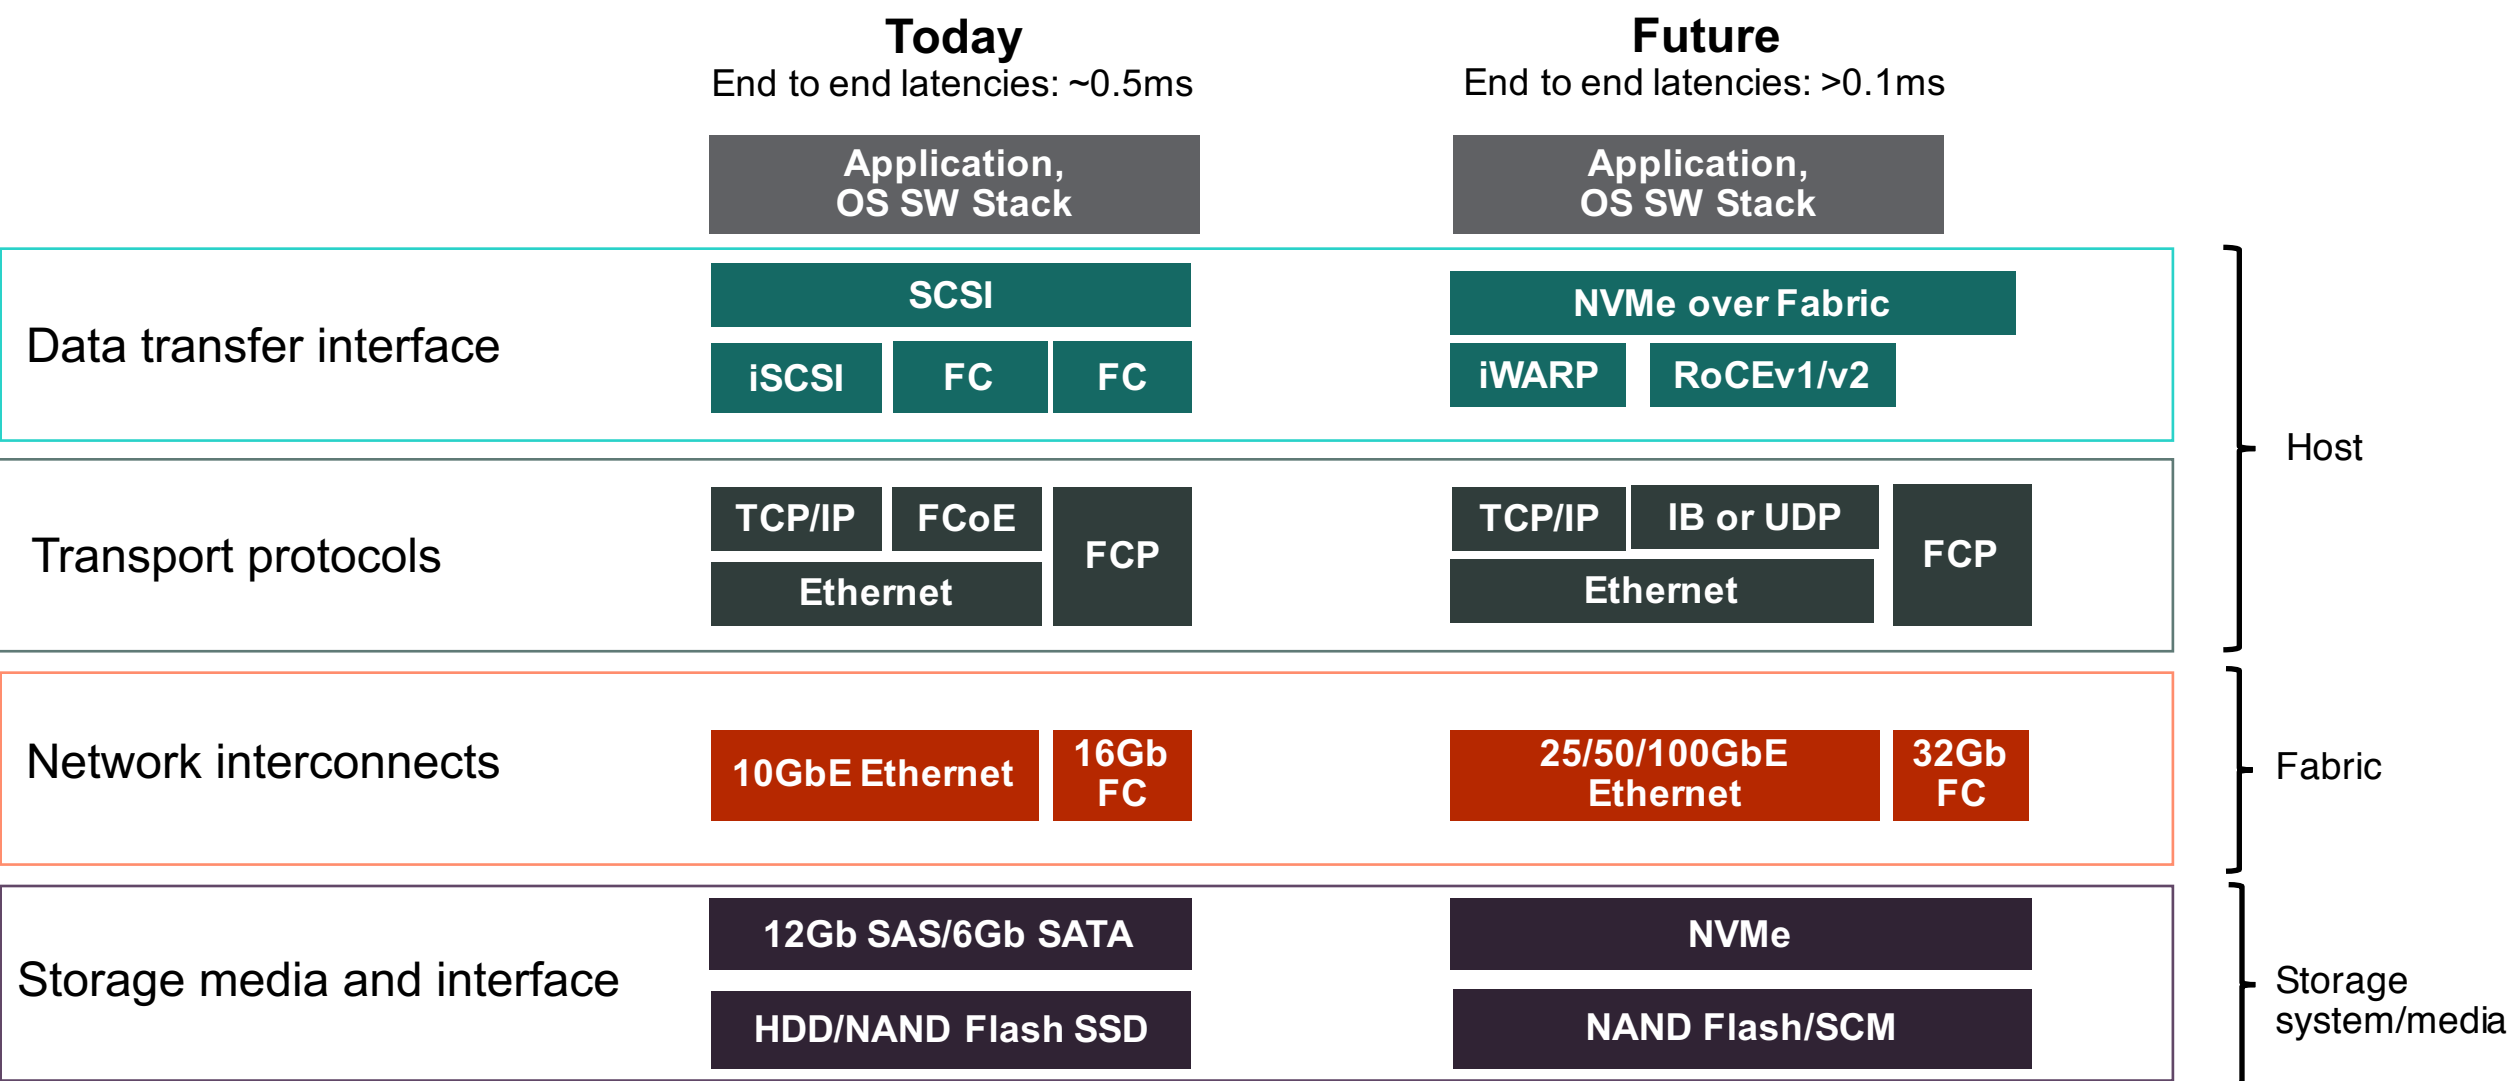 Today
End to end latencies: ~0.5ms
Future
End to end latencies: >0.1ms
Application,
OS SW Stack
Application,
OS SW Stack
Data transfer interface
SCSI
iSCSI
FC
FC
NVMe over Fabric
iWARP
RoCEv1/v2
Host
Transport protocols
TCP/IP
FCoE
FCP
Ethernet
TCP/IP
IB or UDP
FCP
Ethernet
Network interconnects
10GbE Ethernet
16Gb
FC
25/50/100GbE
Ethernet
32Gb
FC
Fabric
Storage media and interface
12Gb SAS/6Gb SATA
HDD/NAND Flash SSD
NVMe
NAND Flash/SCM
Storage
system/media